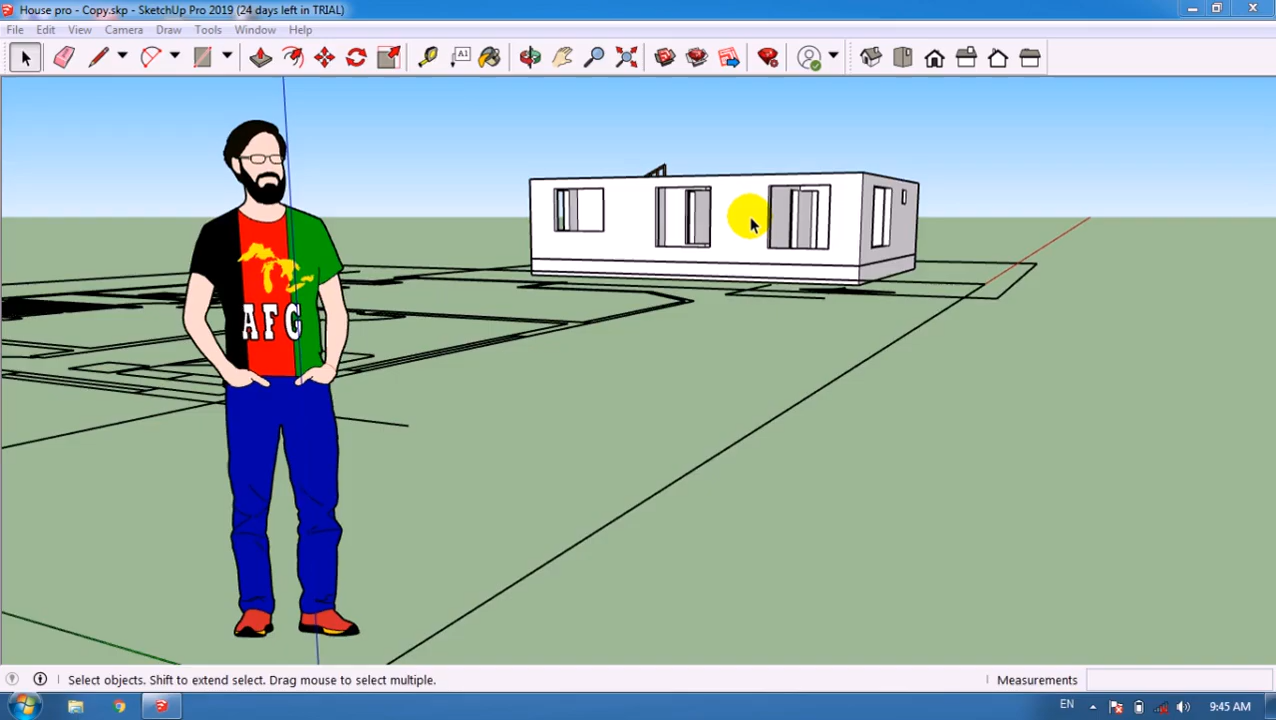 House pro - Copy.skp - SketchUp Pro 2019 (24 days left in TRIAL)
File Edit View Camera Draw Tools Window Help
A1
AFG
Select objects. Shift to extend select. Drag mouse to select multiple.
Measurements
EN
9:45 AM